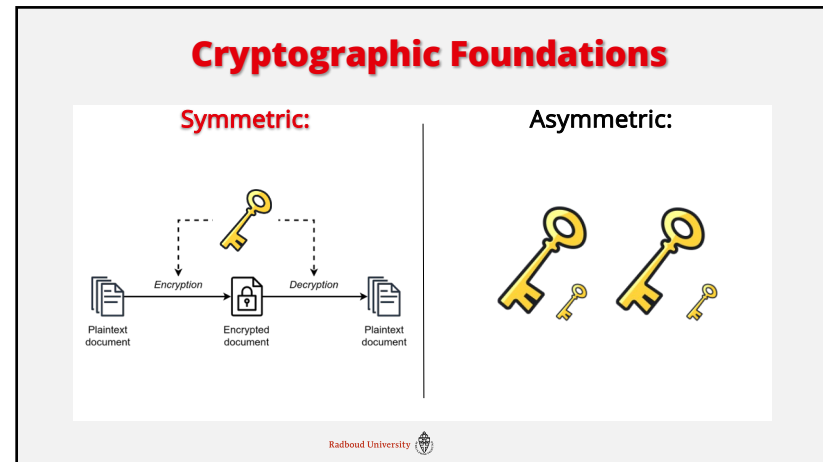 Cryptographic Foundations
Symmetric:
Encryption
Decryption
Plaintext
document
Encrypted
document
Plaintext
document
Asymmetric:
Radboud University